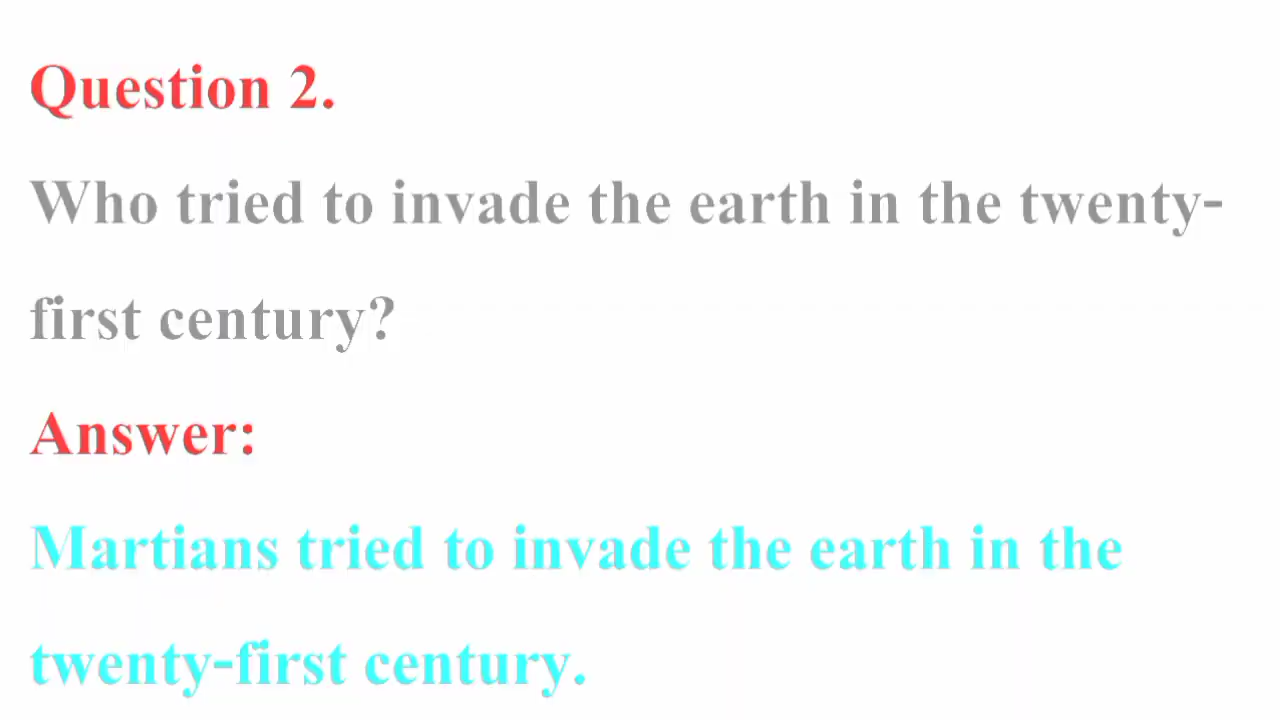 Question 2.
Who tried to invade the earth in the twenty-
first century?
Answer:
Martians tried to invade the earth in the
twenty-first century.